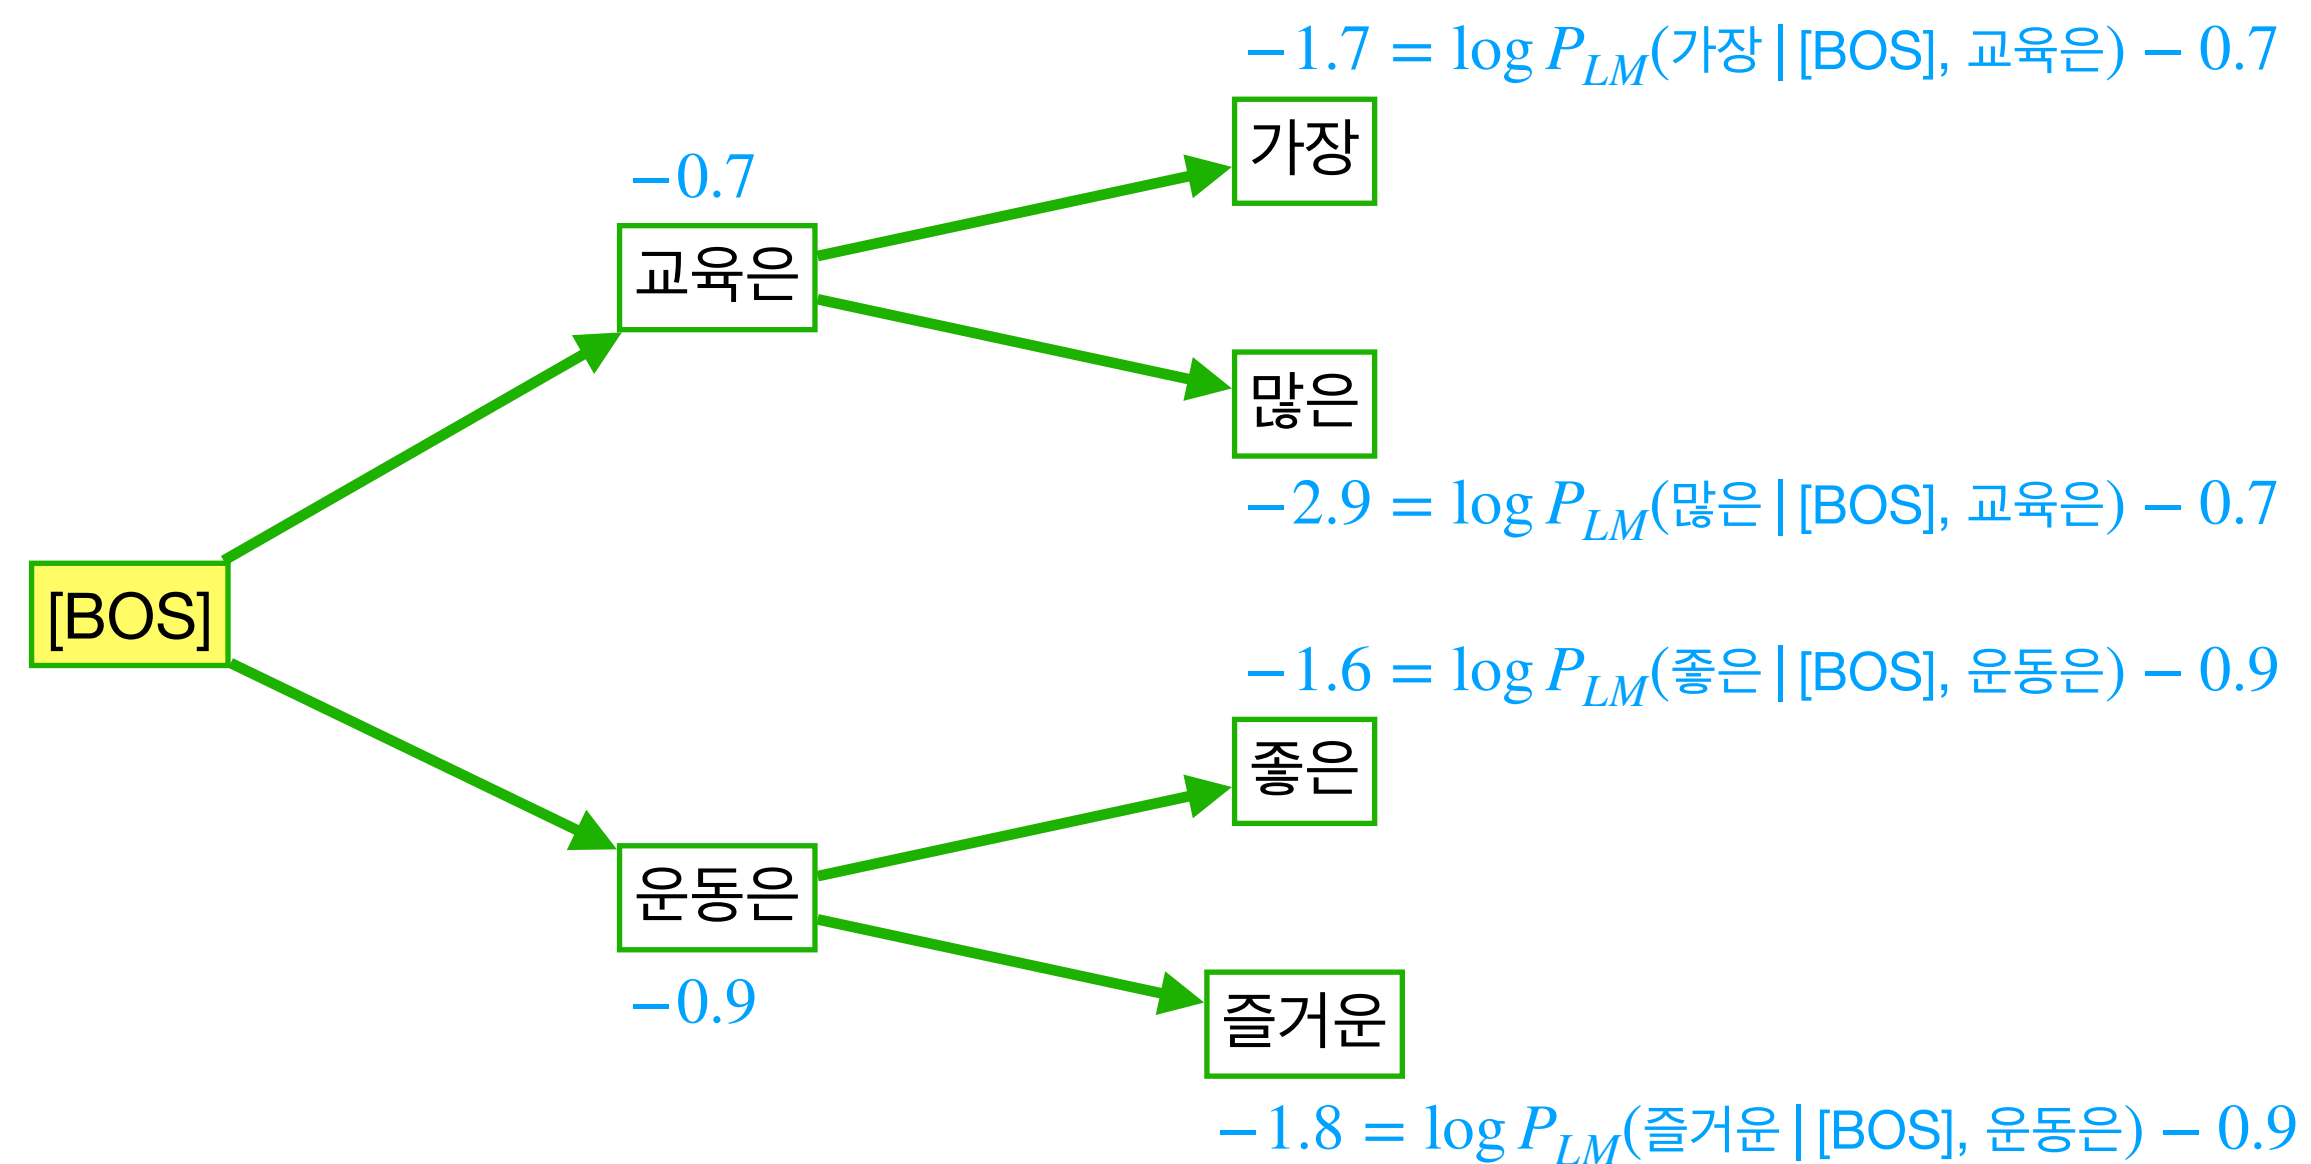 −1.7 = log P_LM(가장 | [BOS], 교육은) − 0.7
가장
−0.7
교육은
많은
−2.9 = log P_LM(많은 | [BOS], 교육은) − 0.7
[BOS]
−1.6 = log P_LM(좋은 | [BOS], 운동은) − 0.9
좋은
운동은
−0.9
즐거운
−1.8 = log P_LM(즐거운 | [BOS], 운동은) − 0.9